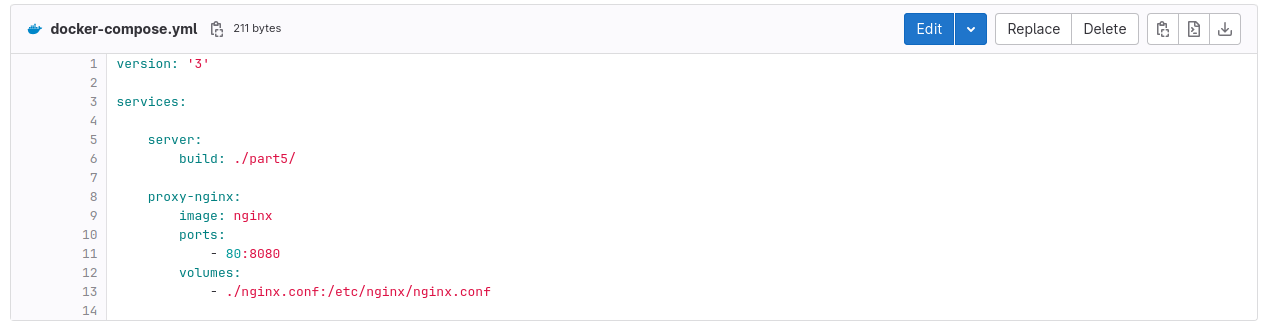 docker-compose.yml 211 bytes Edit Replace Delete
1 version: '3'
2
3 services:
4
5     server:
6         build: ./part5/
7
8     proxy-nginx:
9         image: nginx
10         ports:
11             - 80:8080
12         volumes:
13             - ./nginx.conf:/etc/nginx/nginx.conf
14